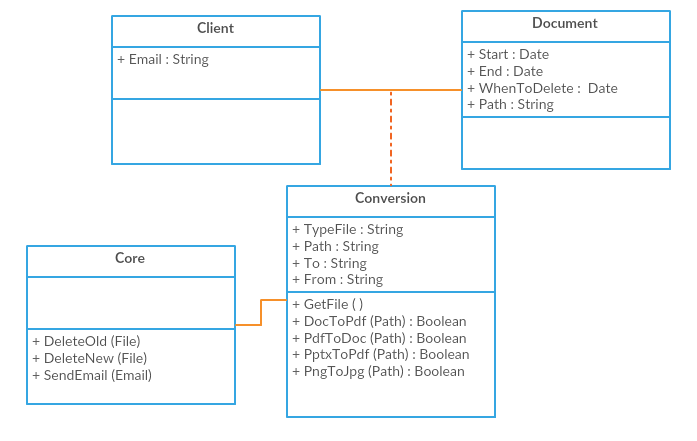 Client
+ Email : String
Document
+ Start : Date
+ End : Date
+ WhenToDelete :  Date
+ Path : String
Conversion
+ TypeFile : String
+ Path : String
+ To : String
+ From : String
+ GetFile ( )
+ DocToPdf (Path) : Boolean
+ PdfToDoc (Path) : Boolean
+ PptxToPdf (Path) : Boolean
+ PngToJpg (Path) : Boolean
Core
+ DeleteOld (File)
+ DeleteNew (File)
+ SendEmail (Email)